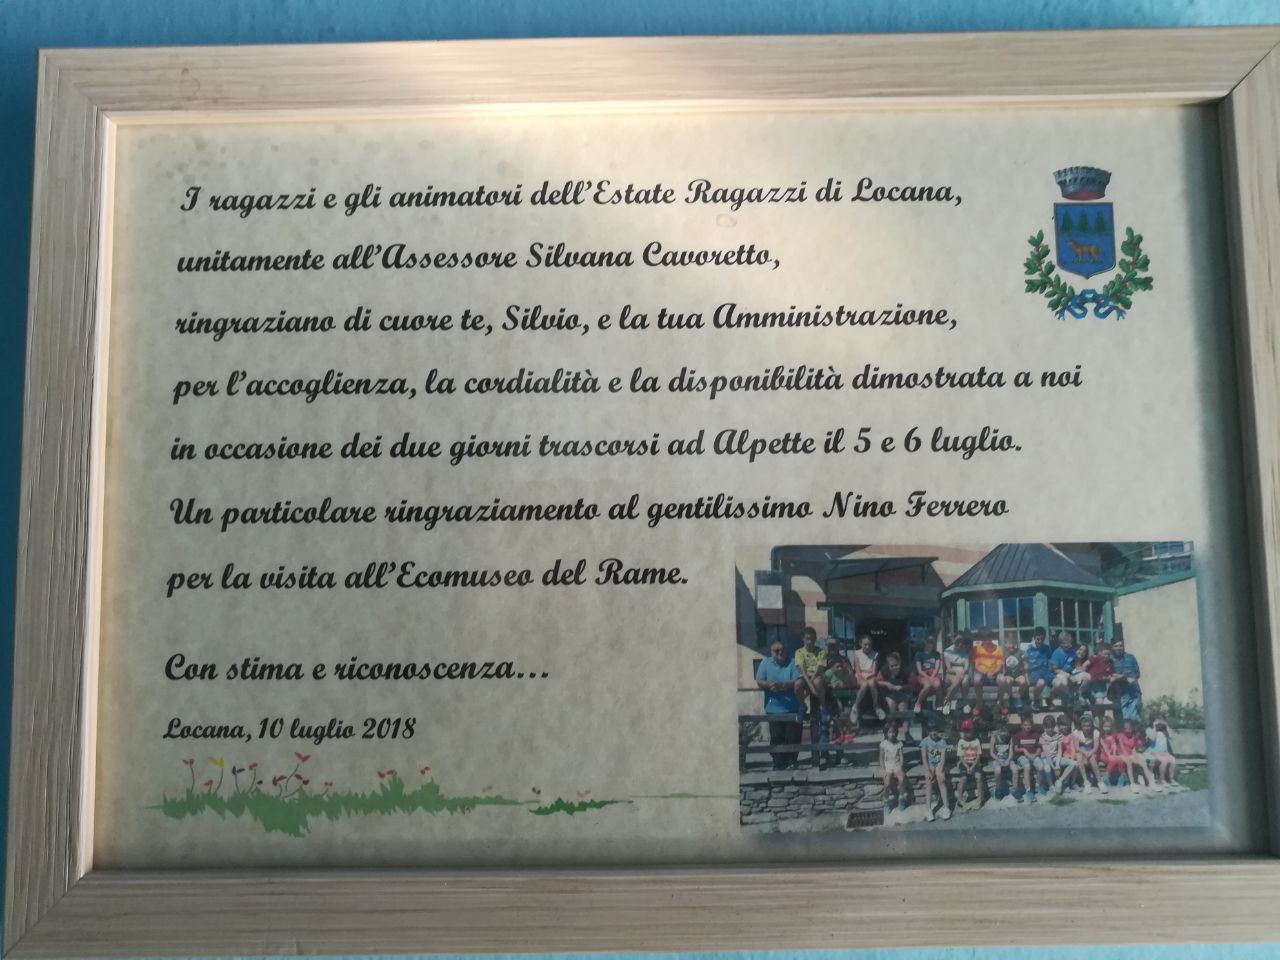 I ragazzi e gli animatori dell'Estate Ragazzi di Locana,
unitamente all'Assessore Silvana Cavoretto,
ringraziano di cuore te, Silvio, e la tua Amministrazione,
per l'accoglienza, la cordialità e la disponibilità dimostrata a noi
in occasione dei due giorni trascorsi ad Alpette il 5 e 6 luglio.
Un particolare ringraziamento al gentilissimo Nino Ferrero
per la visita all'Ecomuseo del Rame.
Con stima e riconoscenza...
Locana, 10 luglio 2018